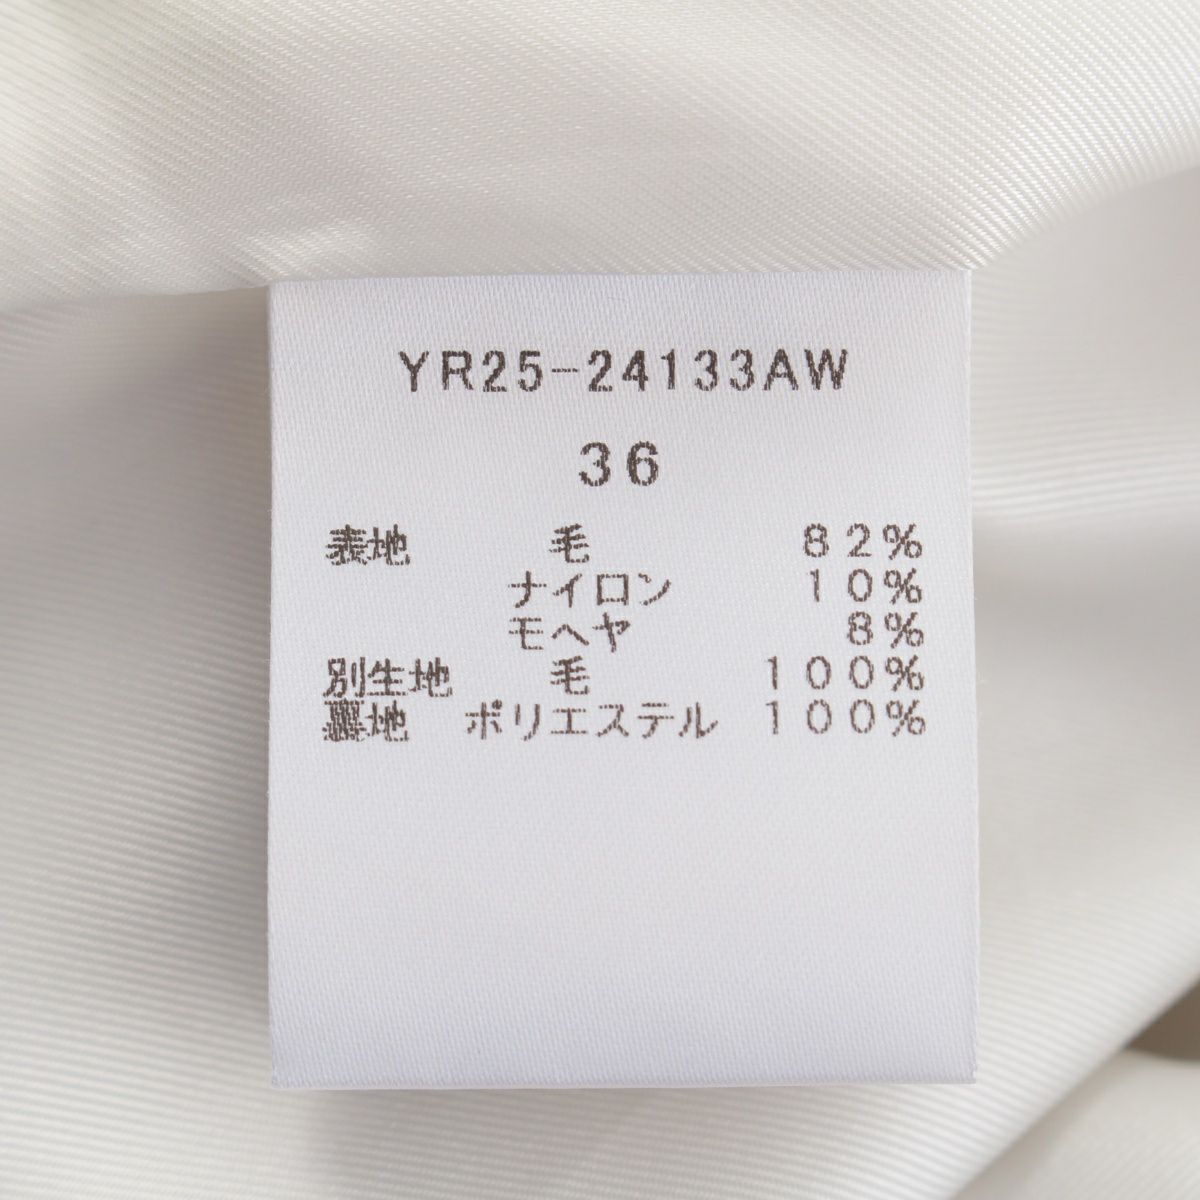 YR25-24133AW
36
表地 毛 82%
ナイロン 10%
モヘヤ 8%
別生地 毛 100%
裏地 ポリエステル 100%